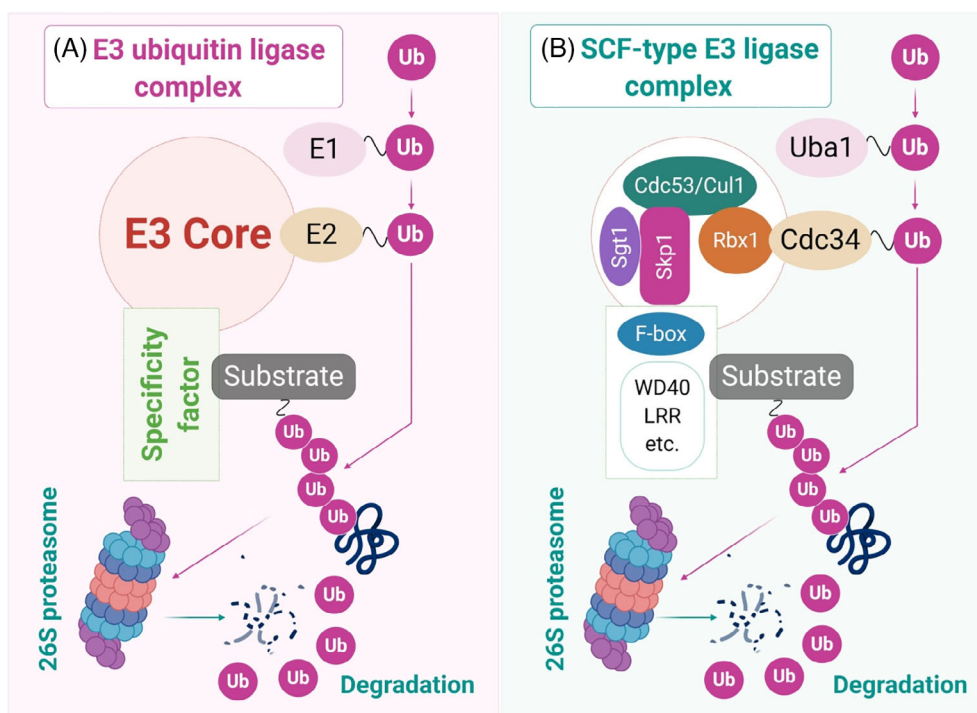 (A) E3 ubiquitin ligase
complex
Ub
E1
Ub
E3 Core
E2
Ub
Specificity
factor
Substrate
Ub
Ub
Ub
Ub
26S proteasome
Ub
Ub
Ub
Ub
Degradation
(B) SCF-type E3 ligase
complex
Ub
Uba1
Ub
Cdc53/Cul1
Sgt1
Skp1
Rbx1
Cdc34
Ub
F-box
WD40
LRR
etc.
Substrate
Ub
Ub
Ub
Ub
26S proteasome
Ub
Ub
Ub
Ub
Degradation